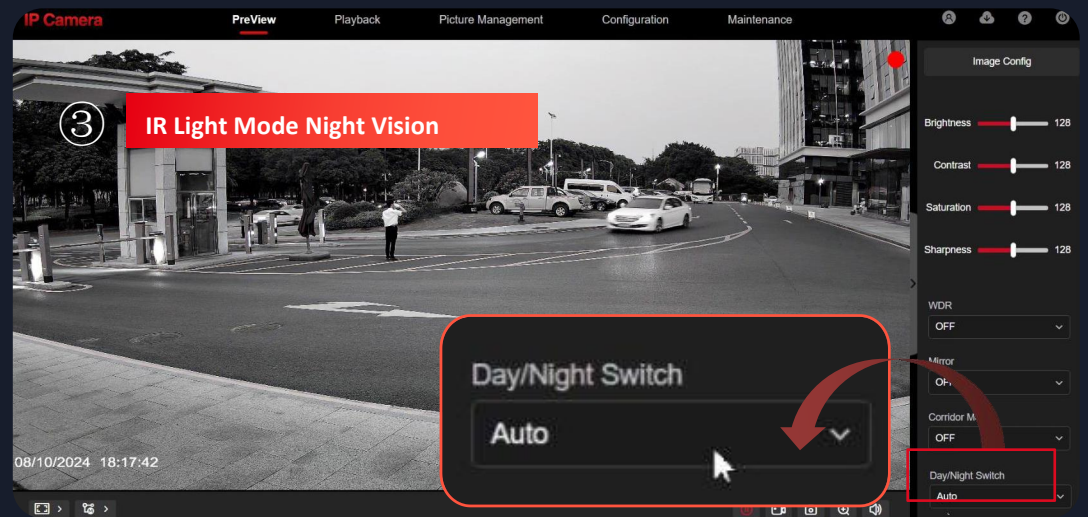 IP Camera
PreView
Playback
Picture Management
Configuration
Maintenance
Image Config
③
IR Light Mode Night Vision
Brightness 128
Contrast 128
Saturation 128
Sharpness 128
WDR
OFF
Mirror
Corridor
OFF
Day/Night Switch
Auto
Day/Night Switch
Auto
08/10/2024 18:17:42